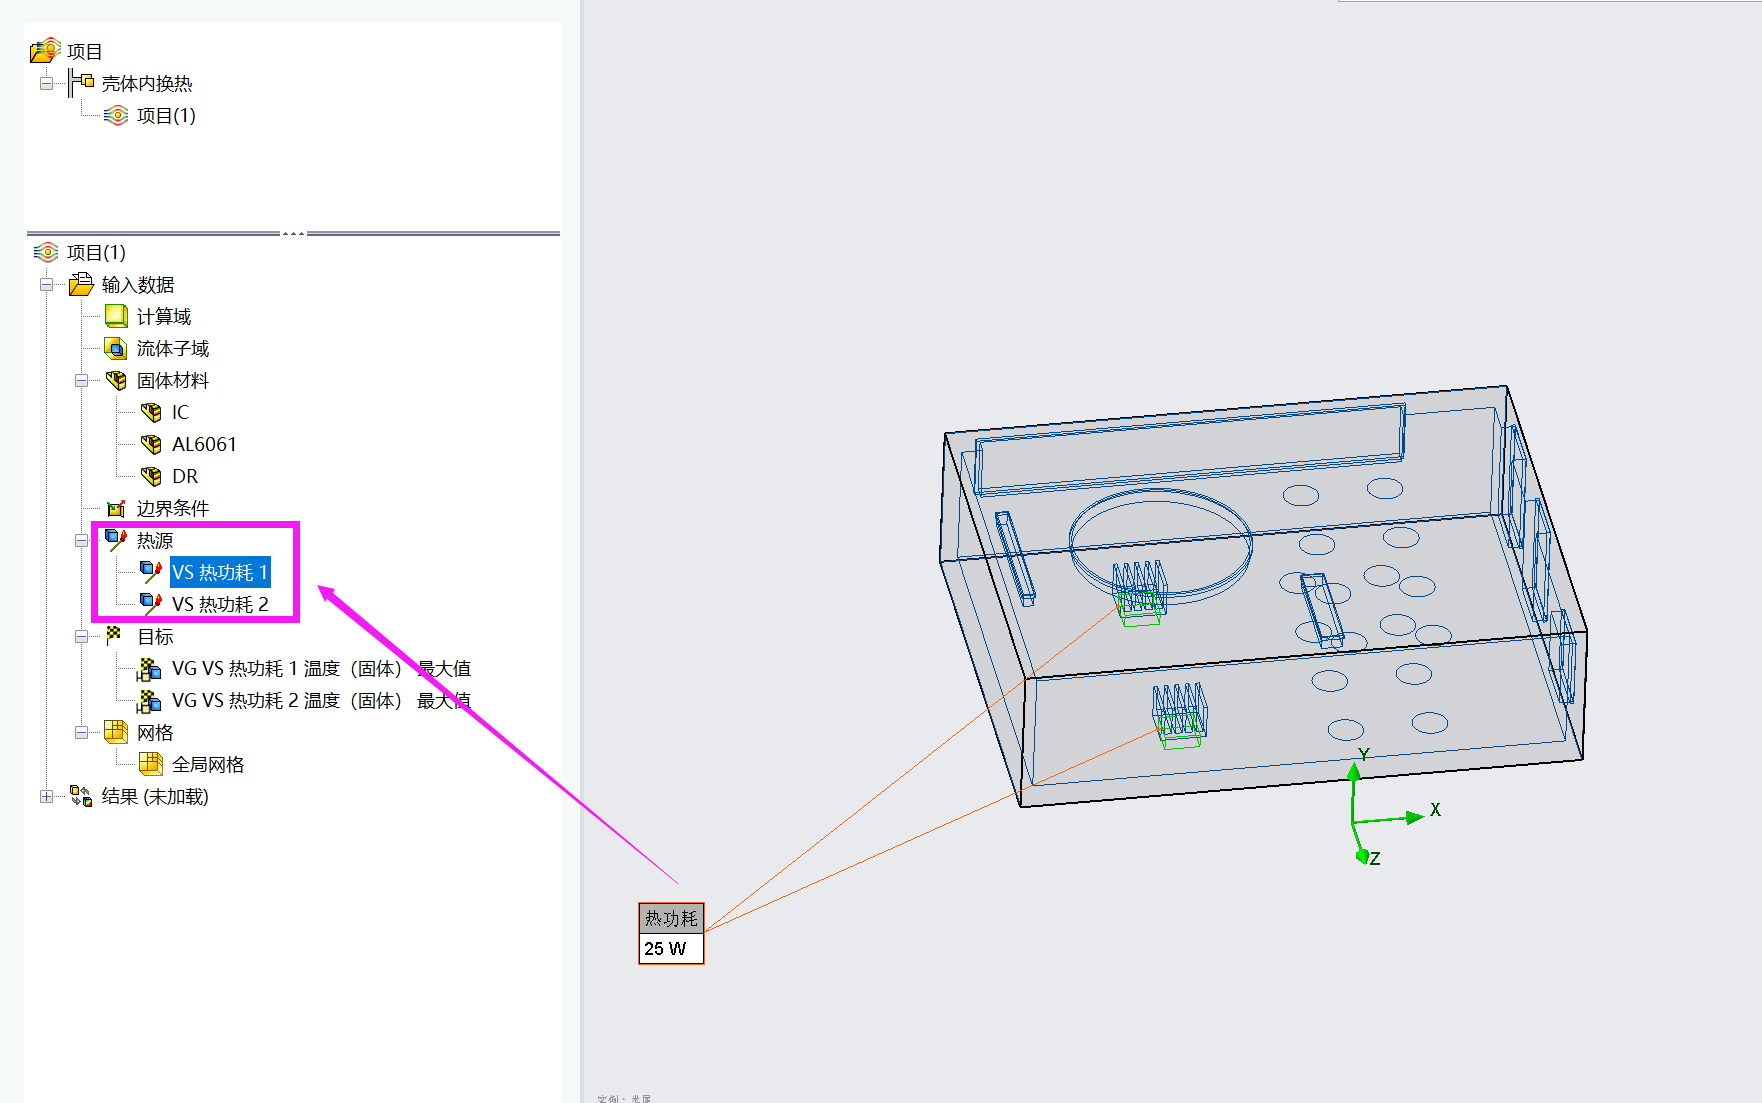 项目
壳体内换热
项目(1)
项目(1)
输入数据
计算域
流体子域
固体材料
IC
AL6061
DR
边界条件
热源
VS 热功耗 1
VS 热功耗 2
目标
VG VS 热功耗 1 温度（固体） 最大值
VG VS 热功耗 2 温度（固体） 最大值
网格
全局网格
结果 (未加载)
Y
X
Z
热功耗
25 W